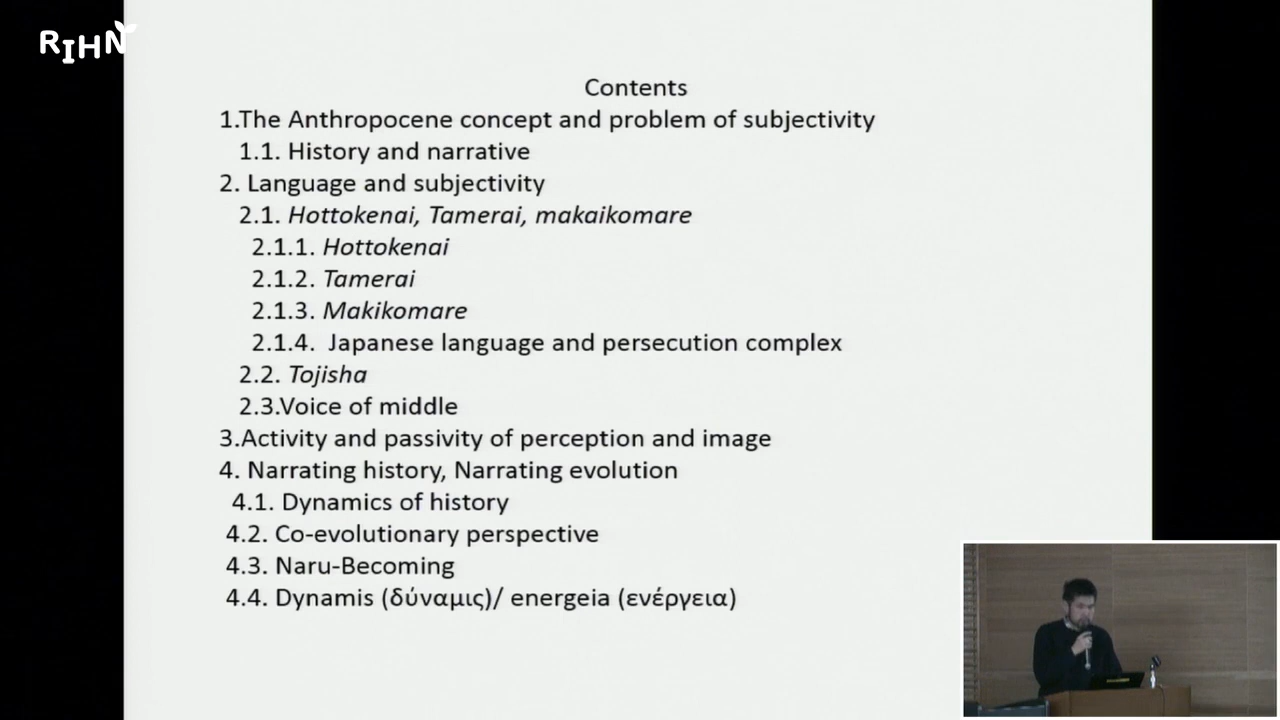 RIHN
Contents
1.The Anthropocene concept and problem of subjectivity
1.1. History and narrative
2. Language and subjectivity
2.1. Hottokenai, Tamerai, makaikomare
2.1.1. Hottokenai
2.1.2. Tamerai
2.1.3. Makikomare
2.1.4. Japanese language and persecution complex
2.2. Tojisha
2.3.Voice of middle
3.Activity and passivity of perception and image
4. Narrating history, Narrating evolution
4.1. Dynamics of history
4.2. Co-evolutionary perspective
4.3. Naru-Becoming
4.4. Dynamis (δύναμις)/ energeia (ενέργεια)